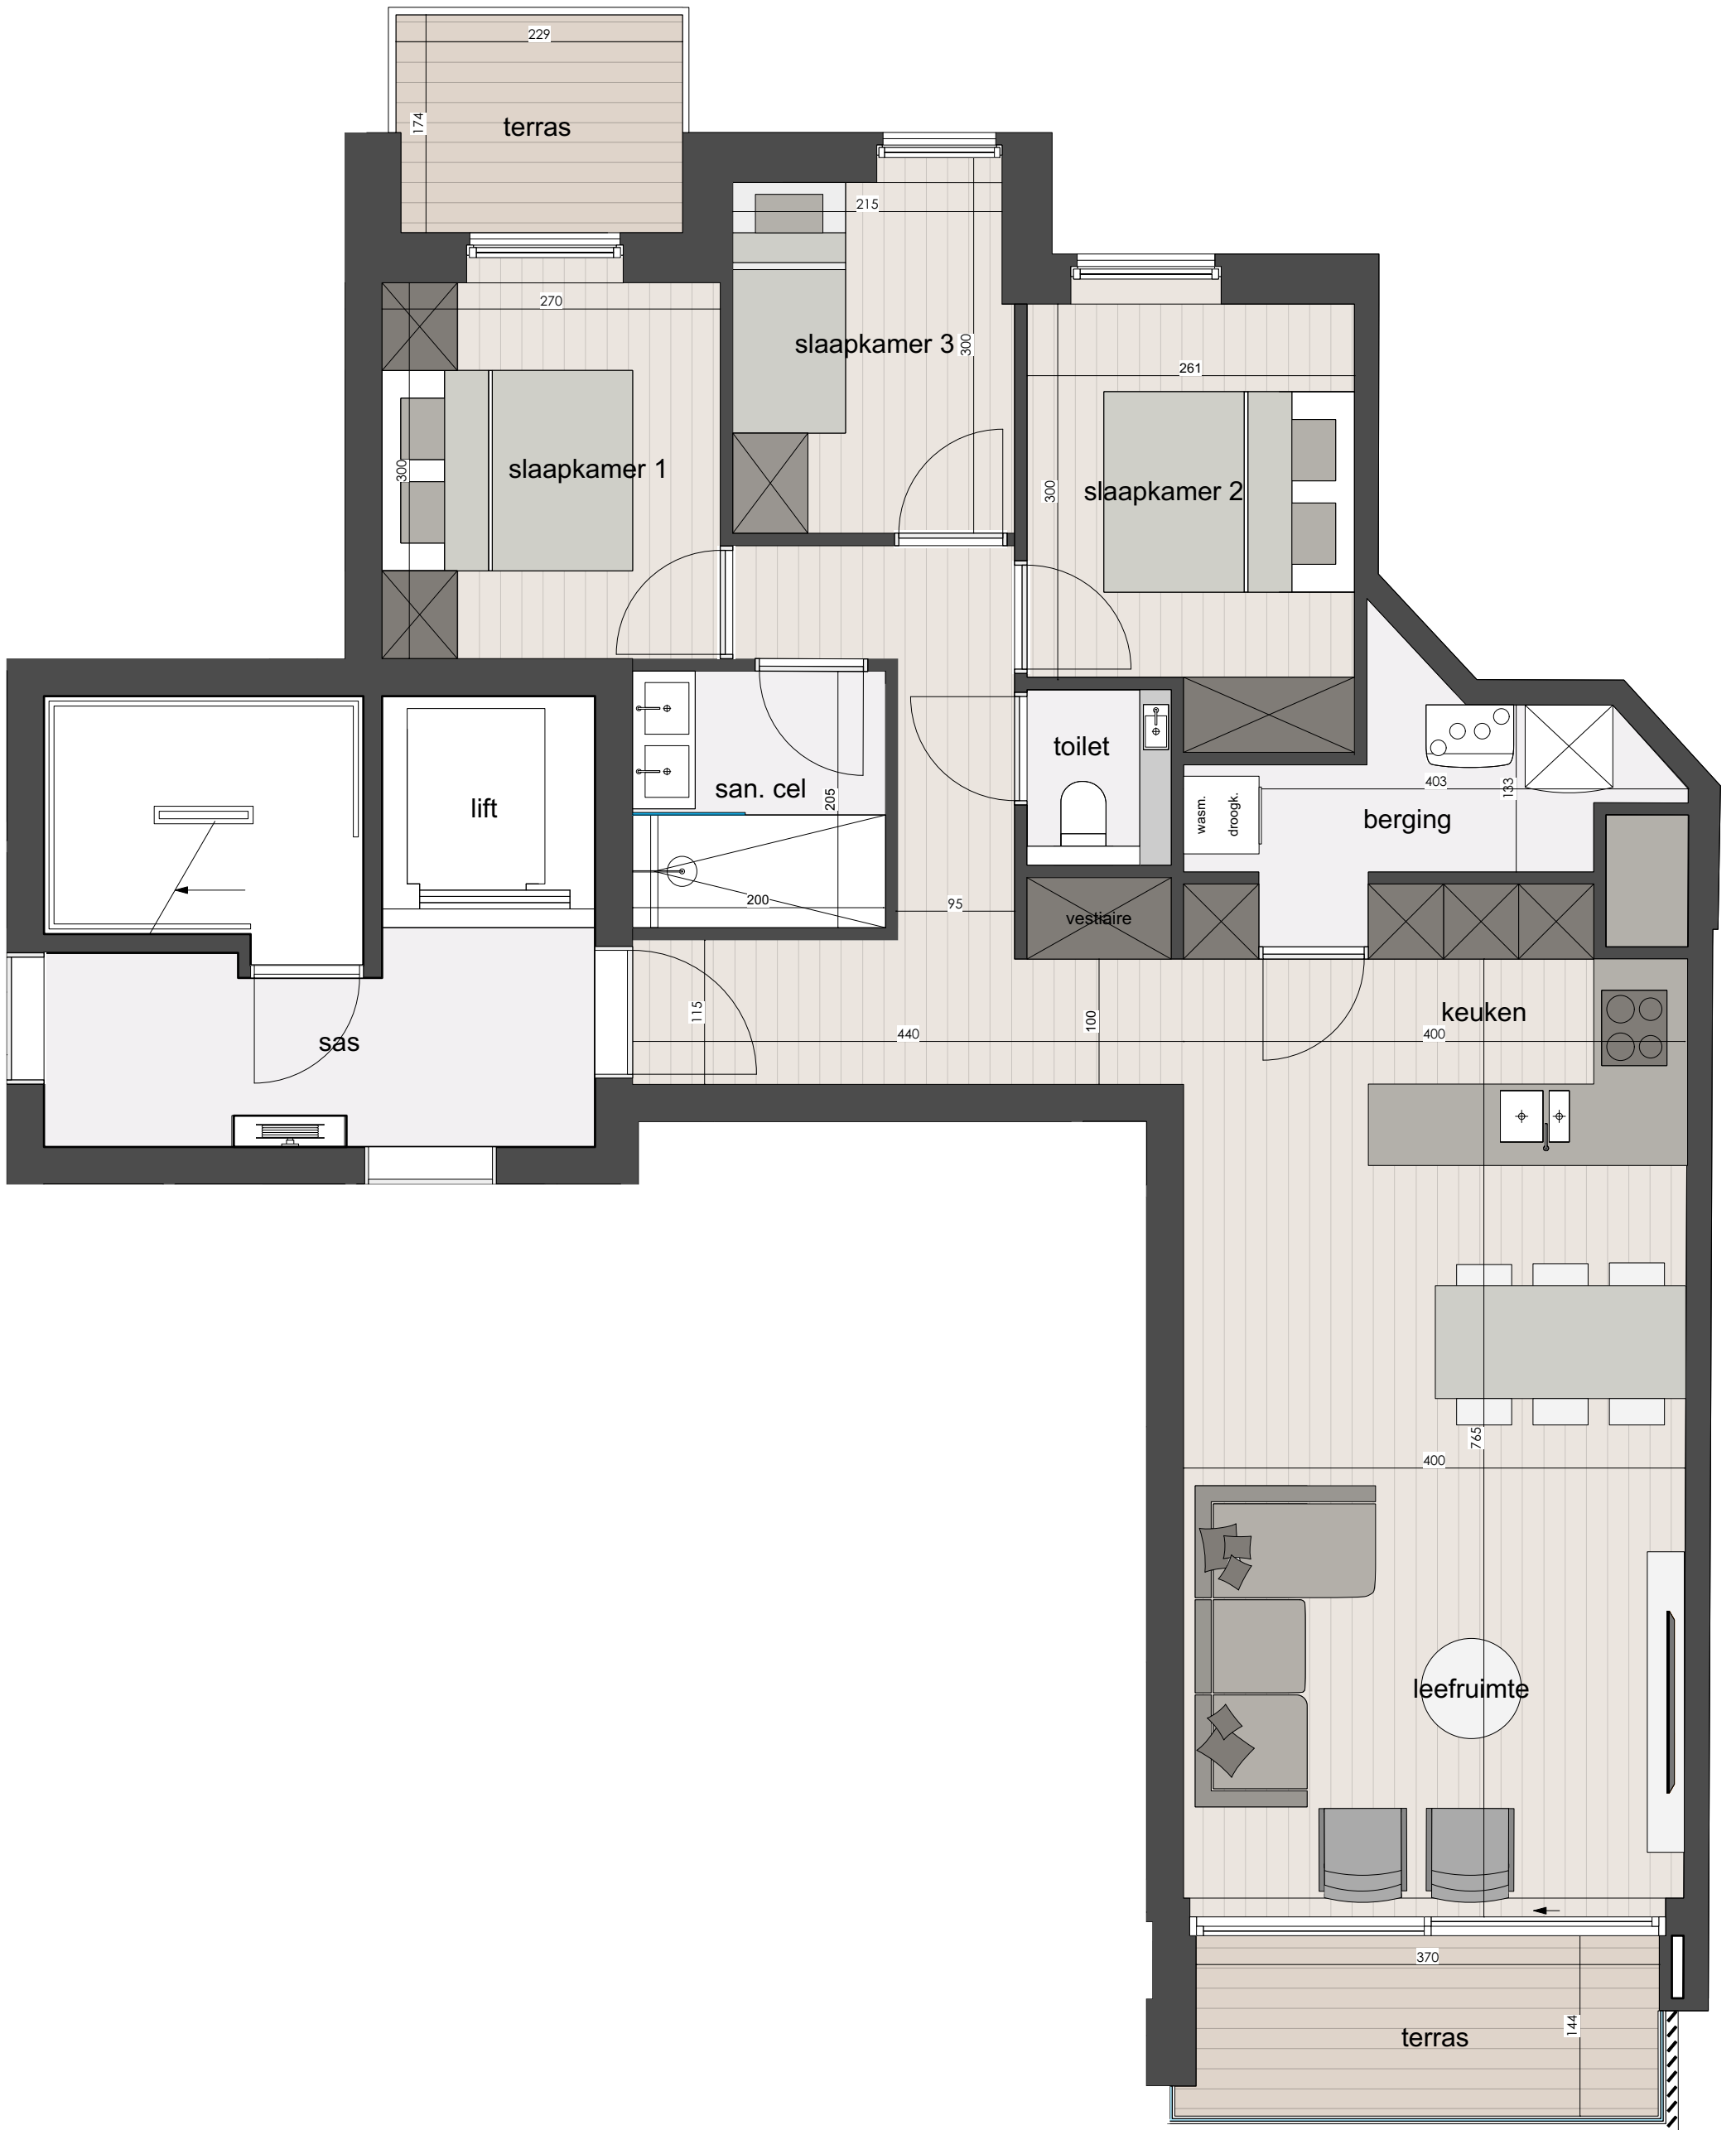 229
174
terras
215
270
slaapkamer 3
300
261
slaapkamer 1
300
slaapkamer 2
300
toilet
lift
san. cel
205
403
133
wasm.
droogk.
berging
200
95
vestiaire
115
100
440
keuken
400
sas
765
400
leefruimte
370
144
terras